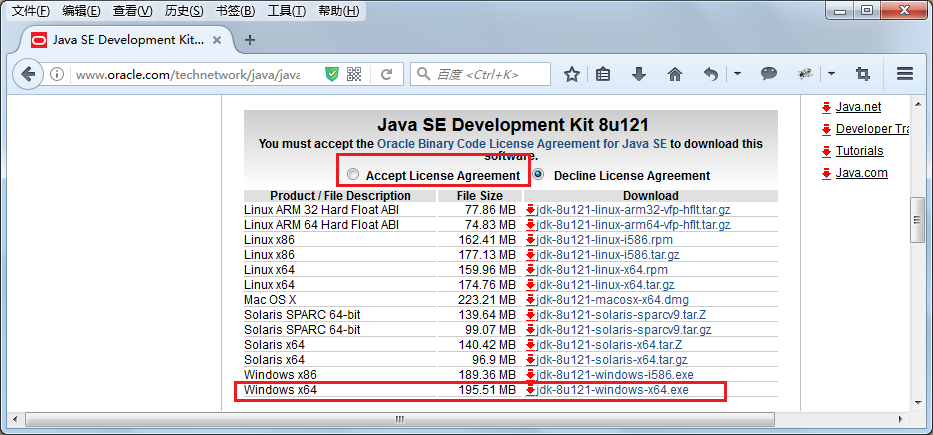 文件(F) 编辑(E) 查看(V) 历史(S) 书签(B) 工具(T) 帮助(H)
Java SE Development Kit...
www.oracle.com/technetwork/java/java
百度 <Ctrl+K>
Java SE Development Kit 8u121
You must accept the Oracle Binary Code License Agreement for Java SE to download this
software.
Accept License Agreement Decline License Agreement
Product / File Description File Size Download
Linux ARM 32 Hard Float ABI 77.86 MB jdk-8u121-linux-arm32-vfp-hflt.tar.gz
Linux ARM 64 Hard Float ABI 74.83 MB jdk-8u121-linux-arm64-vfp-hflt.tar.gz
Linux x86 162.41 MB jdk-8u121-linux-i586.rpm
Linux x86 177.13 MB jdk-8u121-linux-i586.tar.gz
Linux x64 159.96 MB jdk-8u121-linux-x64.rpm
Linux x64 174.76 MB jdk-8u121-linux-x64.tar.gz
Mac OS X 223.21 MB jdk-8u121-macosx-x64.dmg
Solaris SPARC 64-bit 139.64 MB jdk-8u121-solaris-sparcv9.tar.Z
Solaris SPARC 64-bit 99.07 MB jdk-8u121-solaris-sparcv9.tar.gz
Solaris x64 140.42 MB jdk-8u121-solaris-x64.tar.Z
Solaris x64 96.9 MB jdk-8u121-solaris-x64.tar.gz
Windows x86 189.36 MB jdk-8u121-windows-i586.exe
Windows x64 195.51 MB jdk-8u121-windows-x64.exe
Java.net
Developer Tra
Tutorials
Java.com